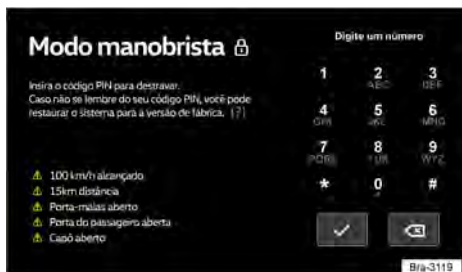 Modo manobrista
Insira o código PIN para destravar.
Caso não se lembre do seu código PIN, você pode
restaurar o sistema para a versão de fábrica. [?]
100 km/h alcançado
15km distância
Porta-malas aberto
Porta do passageiro aberta
Capô aberto
Digite um número
1 2 3
ABC DEF
4 5 6
GHI JKL MNO
7 8 9
PQRS TUV WYZ
* 0 #
Bra-3119